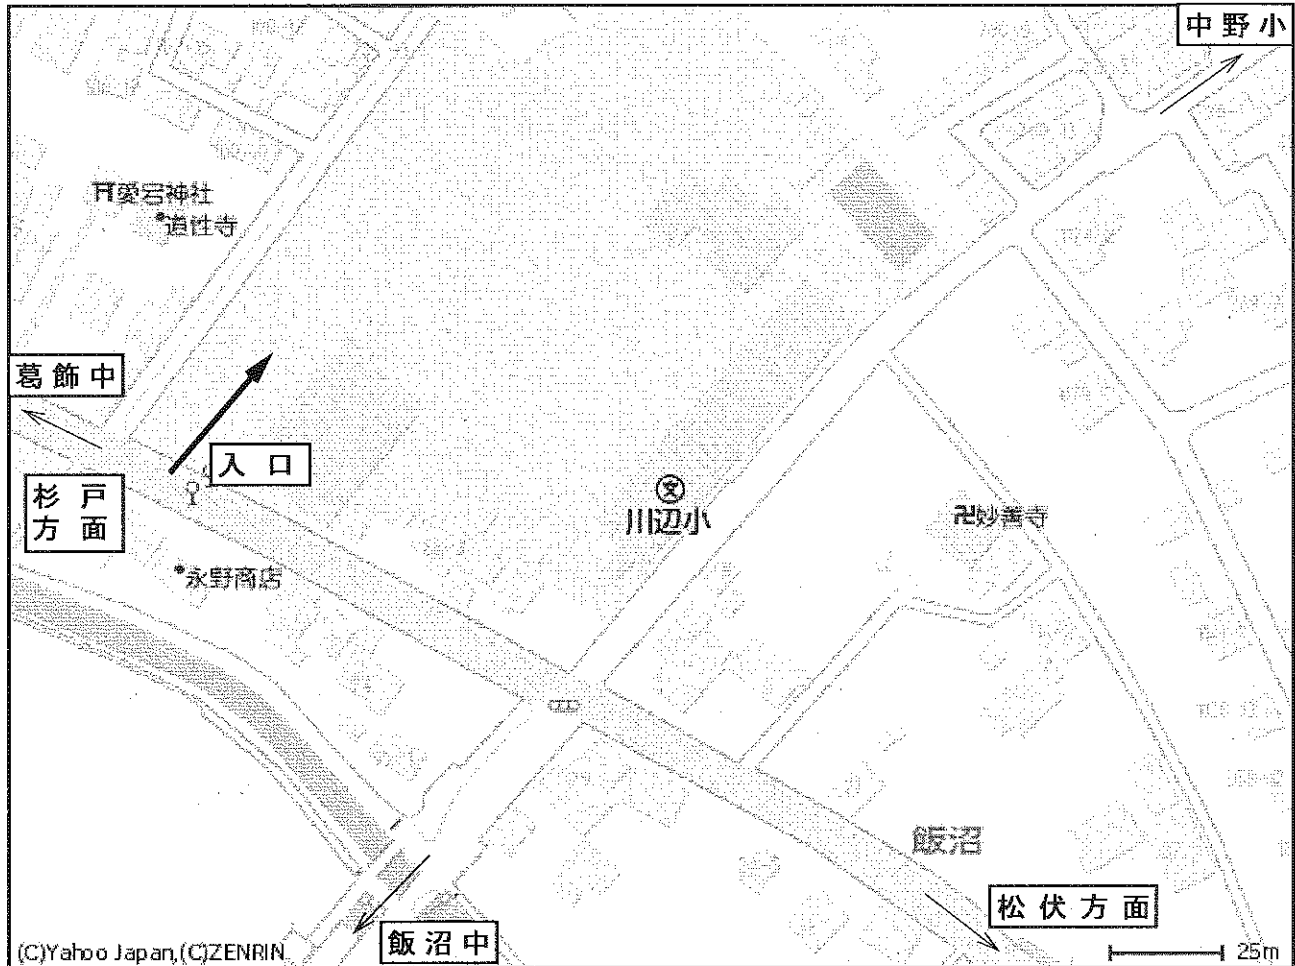 中野小
愛宕神社
道性寺
葛飾中
入口
杉戸
方面
川辺小
卍妙善寺
永野商店
飯沼
松伏方面
飯沼中
(C)Yahoo Japan,(C)ZENRIN
25m